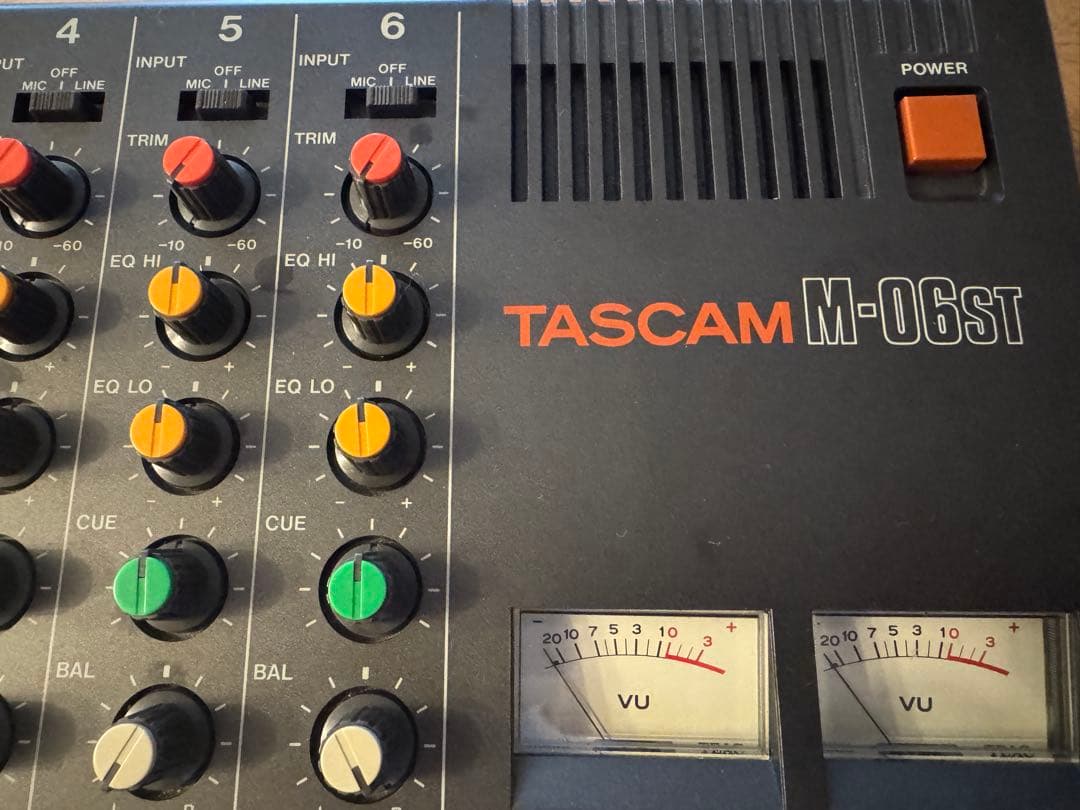 4
5
6
POWER
INPUT
INPUT
OFF
MIC LINE
OFF
MIC LINE
OFF
MIC LINE
TRIM
TRIM
-60
-10 -60
-10 -60
EQ HI
EQ HI
TASCAM M-06ST
- +
- +
EQ LO
EQ LO
+
- +
- +
CUE
CUE
- 20 10 7 5 3 1 0 3 +
VU
- 20 10 7 5 3 1 0 3 +
VU
BAL
BAL